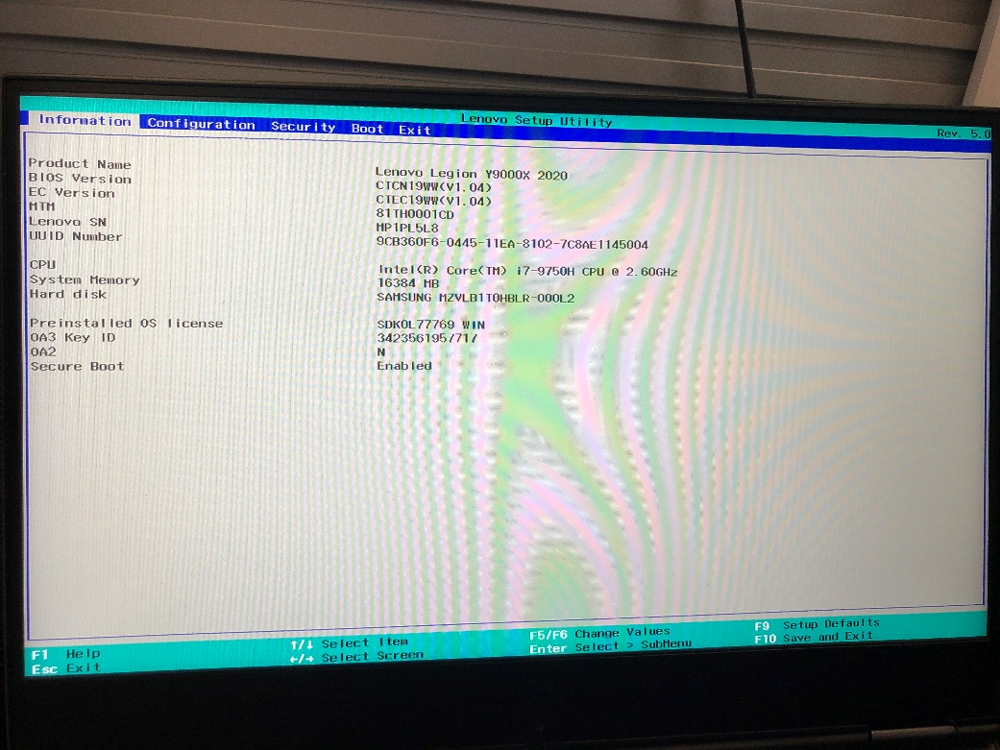 Lenovo Setup Utility
Rev. 5.0
Information Configuration Security Boot Exit
Product Name Lenovo Legion Y9000X 2020
BIOS Version CTCN19WW(V1.04)
EC Version CTEC19WW(V1.04)
MTM 81TH0001CD
Lenovo SN MP1PL5L8
UUID Number 9CB360F6-0445-11EA-8102-7C8AE1145004
CPU Intel(R) Core(TM) i7-9750H CPU @ 2.60GHz
System Memory 16384 MB
Hard disk SAMSUNG MZVLB1T0HBLR-000L2
Preinstalled OS license SDK0L77769 WIN
OA3 Key ID 3423561957717
OA2 N
Secure Boot Enabled
F1 Help ↑/↓ Select Item F5/F6 Change Values F9 Setup Defaults
Esc Exit ←/→ Select Screen Enter Select > SubMenu F10 Save and Exit